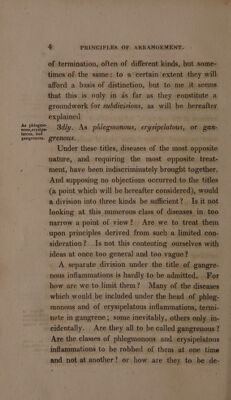 4 PRINCIPLES OF ARRANGEMENT.
of termination, often of different kinds, but some-
times of the same: to a certain extent they will
afford a basis of distinction, but to me it seems
that this is only in as far as they constitute a
groundwork for subdivisions, as will be hereafter
explained
As phlegmo-
nous, erysipe-
latous, and
gangrenous.
3dly. As phlegmonous, erysipelatous, or gan-
grenous.
Under these titles, diseases of the most opposite
nature, and requiring the most opposite treat-
ment, have been indiscriminately brought together.
And supposing no objections occurred to the titles
(a point which will be hereafter considered), would
a division into three kinds be sufficient? Is it not
looking at this numerous class of diseases in too
narrow a point of view? Are we to treat them
upon principles derived from such a limited con-
sideration? Is not this contenting ourselves with
ideas at once too general and too vague?
A separate division under the title of gangre-
nous inflammations is hardly to be admitted. For
how are we to limit them? Many of the diseases
which would be included under the head of phleg-
monous and of erysipelatous inflammations, termi-
nate in gangrene; some inevitably, others only in-
cidentally. Are they all to be called gangrenous?
Are the classes of phlegmonous and erysipelatous
inflammations to be robbed of them at one time
and not at another? or how are they to be de-